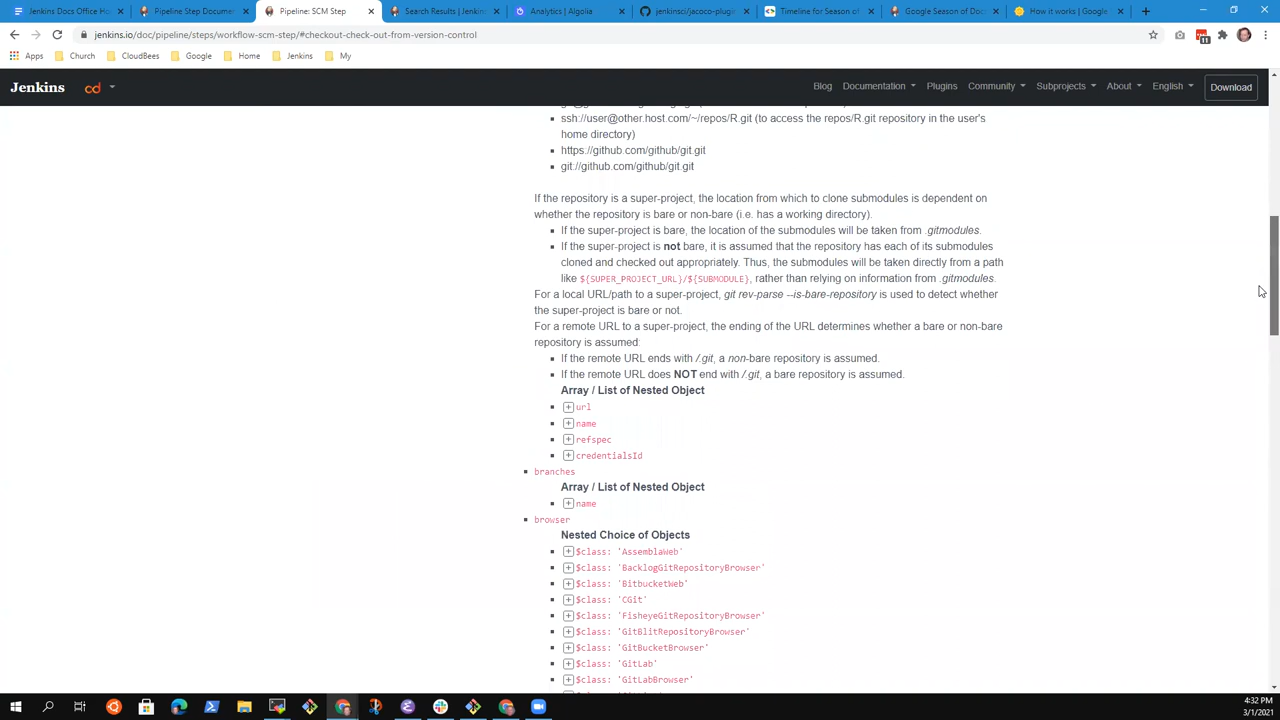 Jenkins Docs Office Ho
Pipeline Step Docume
Pipeline: SCM Step
Search Results | Jenkin
Analytics | Algolia
jenkinsci/jacoco-plugin
Timeline for Season of
Google Season of Doc
How it works | Google
jenkins.io/doc/pipeline/steps/workflow-scm-step/#checkout-check-out-from-version-control
11
Apps
Church
CloudBees
Google
Home
Jenkins
My
Jenkins
cd
Blog
Documentation
Plugins
Community
Subprojects
About
English
Download
ssh://user@other.host.com/~/repos/R.git (to access the repos/R.git repository in the user's
home directory)
https://github.com/github/git.git
git://github.com/github/git.git
If the repository is a super-project, the location from which to clone submodules is dependent on
whether the repository is bare or non-bare (i.e. has a working directory).
If the super-project is bare, the location of the submodules will be taken from .gitmodules.
If the super-project is not bare, it is assumed that the repository has each of its submodules
cloned and checked out appropriately. Thus, the submodules will be taken directly from a path
like ${SUPER_PROJECT_URL}/${SUBMODULE}, rather than relying on information from .gitmodules.
For a local URL/path to a super-project, git rev-parse --is-bare-repository is used to detect whether
the super-project is bare or not.
For a remote URL to a super-project, the ending of the URL determines whether a bare or non-bare
repository is assumed:
If the remote URL ends with /.git, a non-bare repository is assumed.
If the remote URL does NOT end with /.git, a bare repository is assumed.
Array / List of Nested Object
url
name
refspec
credentialsId
branches
Array / List of Nested Object
name
browser
Nested Choice of Objects
$class: 'AssemblaWeb'
$class: 'BacklogGitRepositoryBrowser'
$class: 'BitbucketWeb'
$class: 'CGit'
$class: 'FisheyeGitRepositoryBrowser'
$class: 'GitBlitRepositoryBrowser'
$class: 'GitBucketBrowser'
$class: 'GitLab'
$class: 'GitLabBrowser'
4:32 PM
3/1/2021